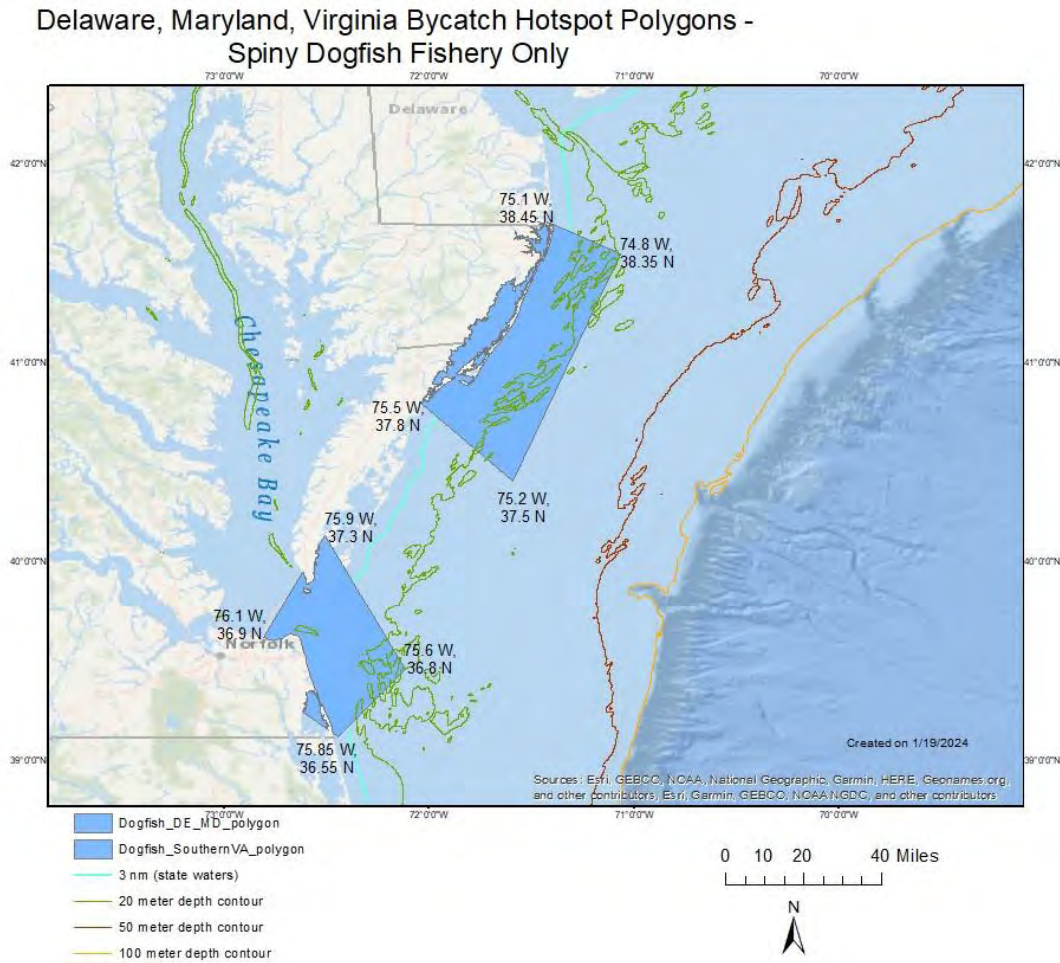 Delaware, Maryland, Virginia Bycatch Hotspot Polygons -
Spiny Dogfish Fishery Only
73°0'0"W
72°0'0"W
71°0'0"W
70°0'0"W
Delaware
42°0'0"N
42°0'0"N
75.1 W,
38.45 N
74.8 W,
38.35 N
Chesapeake Bay
41°0'0"N
41°0'0"N
75.5 W,
37.8 N
75.2 W,
37.5 N
75.9 W,
37.3 N
40°0'0"N
40°0'0"N
76.1 W,
36.9 N
Norfolk
75.6 W,
36.8 N
75.85 W,
36.55 N
Created on 1/19/2024
39°0'0"N
39°0'0"N
Sources: Esri, GEBCO, NOAA, National Geographic, Garmin, HERE, Geonames.org,
and other contributors, Esri, Garmin, GEBCO, NOAA NGDC, and other contributors
73°0'0"W
72°0'0"W
71°0'0"W
70°0'0"W
Dogfish_DE_MD_polygon
Dogfish_SouthernVA_polygon
3 nm (state waters)
20 meter depth contour
50 meter depth contour
100 meter depth contour
0 10 20 40 Miles
N